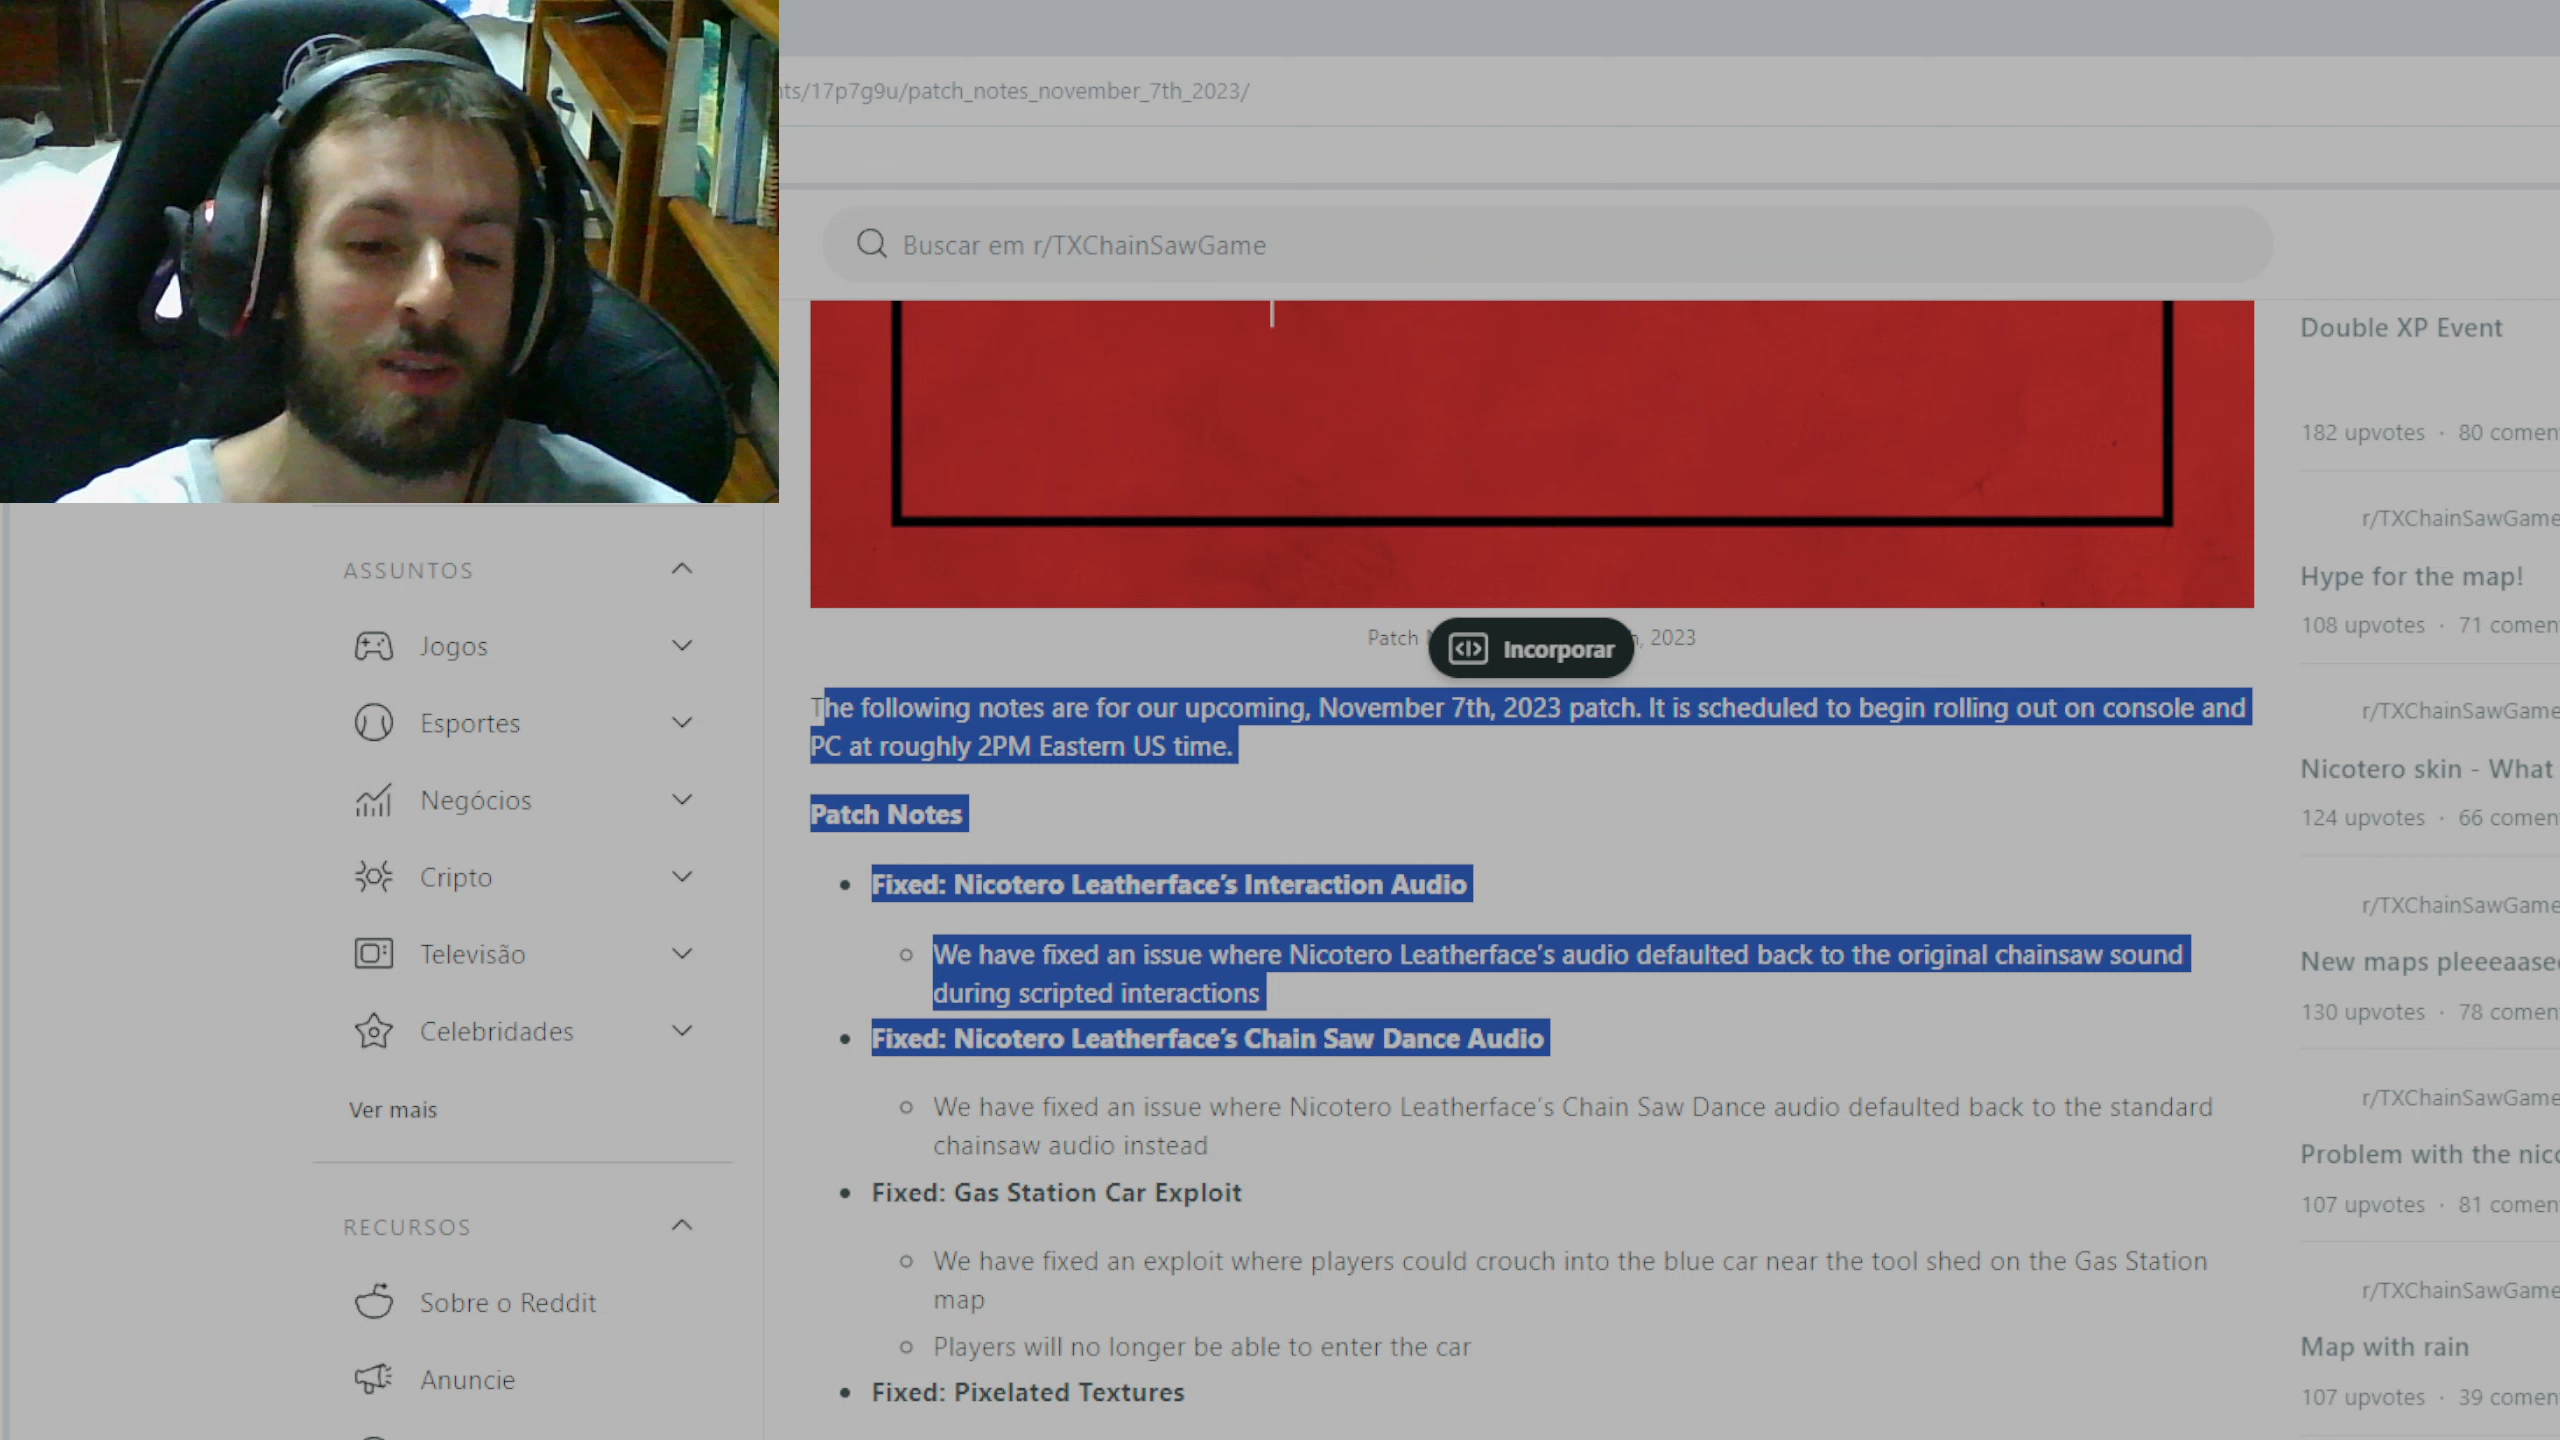 nts/17p7g9u/patch_notes_november_7th_2023/
Buscar em r/TXChainSawGame
ASSUNTOS
Jogos
Esportes
Negócios
Cripto
Televisão
Celebridades
Ver mais
RECURSOS
Sobre o Reddit
Anuncie
Patch
, 2023
Incorporar
The following notes are for our upcoming, November 7th, 2023 patch. It is scheduled to begin rolling out on console and
PC at roughly 2PM Eastern US time.
Patch Notes
Fixed: Nicotero Leatherface’s Interaction Audio
We have fixed an issue where Nicotero Leatherface’s audio defaulted back to the original chainsaw sound
during scripted interactions
Fixed: Nicotero Leatherface’s Chain Saw Dance Audio
We have fixed an issue where Nicotero Leatherface’s Chain Saw Dance audio defaulted back to the standard
chainsaw audio instead
Fixed: Gas Station Car Exploit
We have fixed an exploit where players could crouch into the blue car near the tool shed on the Gas Station
map
Players will no longer be able to enter the car
Fixed: Pixelated Textures
Double XP Event
182 upvotes · 80 comen
r/TXChainSawGame
Hype for the map!
108 upvotes · 71 comen
r/TXChainSawGame
Nicotero skin - What
124 upvotes · 66 comen
r/TXChainSawGame
New maps pleeeaase
130 upvotes · 78 comen
r/TXChainSawGame
Problem with the nic
107 upvotes · 81 comen
r/TXChainSawGame
Map with rain
107 upvotes · 39 comen